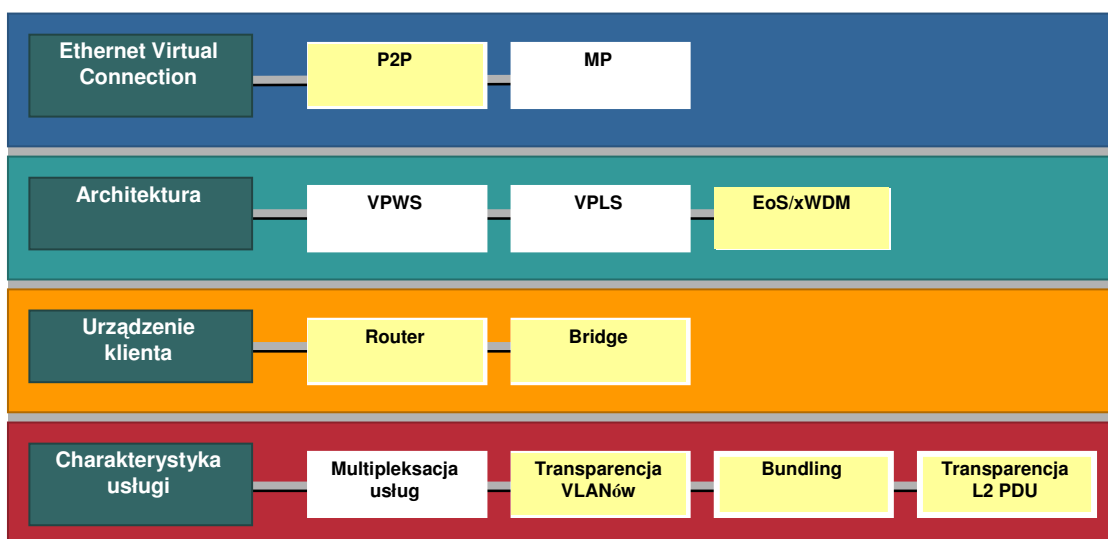 Ethernet Virtual
Connection
P2P
MP
Architektura
VPWS
VPLS
EoS/xWDM
Urządzenie
klienta
Router
Bridge
Charakterystyka
usługi
Multipleksacja
usług
Transparencja
VLANów
Bundling
Transparencja
L2 PDU